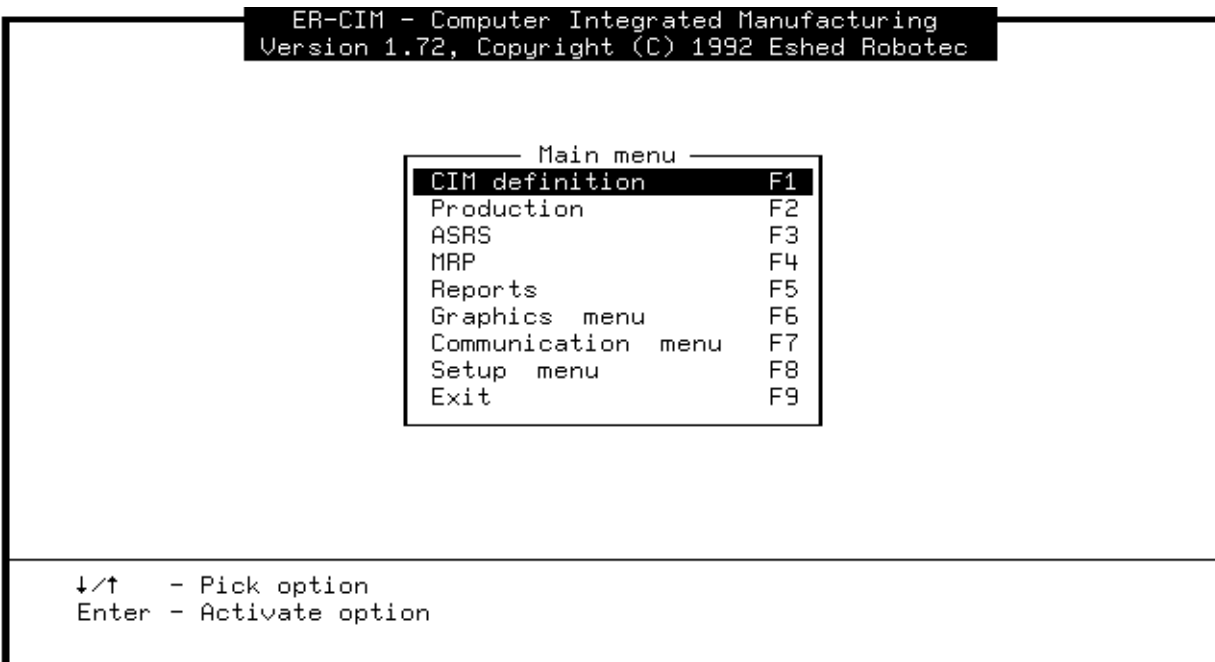 ER-CIM - Computer Integrated Manufacturing
Version 1.72, Copyright (C) 1992 Eshed Robotec
Main menu
CIM definition F1
Production F2
ASRS F3
MRP F4
Reports F5
Graphics menu F6
Communication menu F7
Setup menu F8
Exit F9
↓/↑ - Pick option
Enter - Activate option